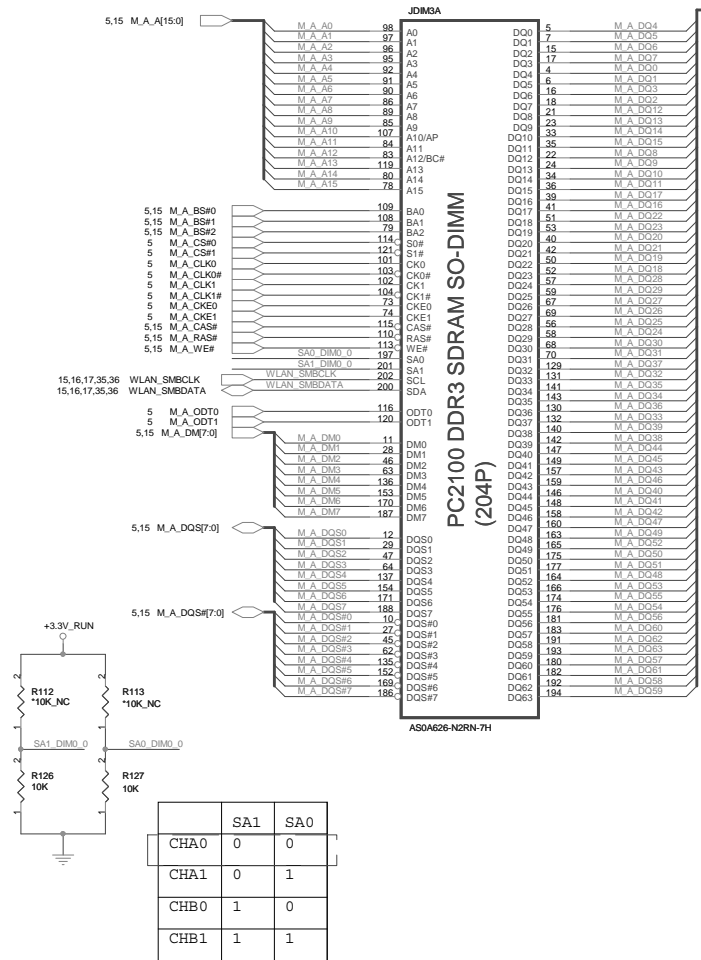 JDIM3A
5,15 M_A_A[15:0]
M_A_A0 98 A0
M_A_A1 97 A1
M_A_A2 96 A2
M_A_A3 95 A3
M_A_A4 92 A4
M_A_A5 91 A5
M_A_A6 90 A6
M_A_A7 86 A7
M_A_A8 89 A8
M_A_A9 85 A9
M_A_A10 107 A10/AP
M_A_A11 84 A11
M_A_A12 83 A12/BC#
M_A_A13 119 A13
M_A_A14 80 A14
M_A_A15 78 A15
5,15 M_A_BS#0 109 BA0
5,15 M_A_BS#1 108 BA1
5,15 M_A_BS#2 79 BA2
5 M_A_CS#0 114 S0#
5 M_A_CS#1 121 S1#
5 M_A_CLK0 101 CK0
5 M_A_CLK0# 103 CK0#
5 M_A_CLK1 102 CK1
5 M_A_CLK1# 104 CK1#
5 M_A_CKE0 73 CKE0
5 M_A_CKE1 74 CKE1
5,15 M_A_CAS# 115 CAS#
5,15 M_A_RAS# 110 RAS#
5,15 M_A_WE# 113 WE#
SA0_DIM0_0 197 SA0
SA1_DIM0_0 201 SA1
15,16,17,35,36 WLAN_SMBCLK WLAN_SMBCLK 202 SCL
15,16,17,35,36 WLAN_SMBDATA WLAN_SMBDATA 200 SDA
5 M_A_ODT0 116 ODT0
5 M_A_ODT1 120 ODT1
5,15 M_A_DM[7:0]
M_A_DM0 11 DM0
M_A_DM1 28 DM1
M_A_DM2 46 DM2
M_A_DM3 63 DM3
M_A_DM4 136 DM4
M_A_DM5 153 DM5
M_A_DM6 170 DM6
M_A_DM7 187 DM7
5,15 M_A_DQS[7:0]
M_A_DQS0 12 DQS0
M_A_DQS1 29 DQS1
M_A_DQS2 47 DQS2
M_A_DQS3 64 DQS3
M_A_DQS4 137 DQS4
M_A_DQS5 154 DQS5
M_A_DQS6 171 DQS6
M_A_DQS7 188 DQS7
5,15 M_A_DQS#[7:0]
M_A_DQS#0 10 DQS#0
M_A_DQS#1 27 DQS#1
M_A_DQS#2 45 DQS#2
M_A_DQS#3 62 DQS#3
M_A_DQS#4 135 DQS#4
M_A_DQS#5 152 DQS#5
M_A_DQS#6 169 DQS#6
M_A_DQS#7 186 DQS#7
PC2100 DDR3 SDRAM SO-DIMM
(204P)
DQ0 5 M_A_DQ4
DQ1 7 M_A_DQ5
DQ2 15 M_A_DQ6
DQ3 17 M_A_DQ7
DQ4 4 M_A_DQ0
DQ5 6 M_A_DQ1
DQ6 16 M_A_DQ3
DQ7 18 M_A_DQ2
DQ8 21 M_A_DQ12
DQ9 23 M_A_DQ13
DQ10 33 M_A_DQ14
DQ11 35 M_A_DQ15
DQ12 22 M_A_DQ8
DQ13 24 M_A_DQ9
DQ14 34 M_A_DQ10
DQ15 36 M_A_DQ11
DQ16 39 M_A_DQ17
DQ17 41 M_A_DQ16
DQ18 51 M_A_DQ22
DQ19 53 M_A_DQ23
DQ20 40 M_A_DQ20
DQ21 42 M_A_DQ21
DQ22 50 M_A_DQ19
DQ23 52 M_A_DQ18
DQ24 57 M_A_DQ28
DQ25 59 M_A_DQ29
DQ26 67 M_A_DQ27
DQ27 69 M_A_DQ26
DQ28 56 M_A_DQ25
DQ29 58 M_A_DQ24
DQ30 68 M_A_DQ30
DQ31 70 M_A_DQ31
DQ32 129 M_A_DQ37
DQ33 131 M_A_DQ32
DQ34 141 M_A_DQ34
DQ35 143 M_A_DQ35
DQ36 130 M_A_DQ36
DQ37 132 M_A_DQ33
DQ38 140 M_A_DQ39
DQ39 142 M_A_DQ38
DQ40 147 M_A_DQ44
DQ41 149 M_A_DQ45
DQ42 157 M_A_DQ43
DQ43 159 M_A_DQ46
DQ44 146 M_A_DQ40
DQ45 148 M_A_DQ41
DQ46 158 M_A_DQ42
DQ47 160 M_A_DQ47
DQ48 163 M_A_DQ49
DQ49 165 M_A_DQ52
DQ50 175 M_A_DQ50
DQ51 177 M_A_DQ51
DQ52 164 M_A_DQ48
DQ53 166 M_A_DQ53
DQ54 174 M_A_DQ55
DQ55 176 M_A_DQ54
DQ56 181 M_A_DQ56
DQ57 183 M_A_DQ60
DQ58 191 M_A_DQ62
DQ59 193 M_A_DQ63
DQ60 180 M_A_DQ57
DQ61 182 M_A_DQ61
DQ62 192 M_A_DQ58
DQ63 194 M_A_DQ59
AS0A626-N2RN-7H
+3.3V_RUN
2 2
R112 R113
*10K_NC *10K_NC
1 1
SA1_DIM0_0 SA0_DIM0_0
2 2
R126 R127
10K 10K
1 1
SA1 SA0
CHA0 0 0
CHA1 0 1
CHB0 1 0
CHB1 1 1